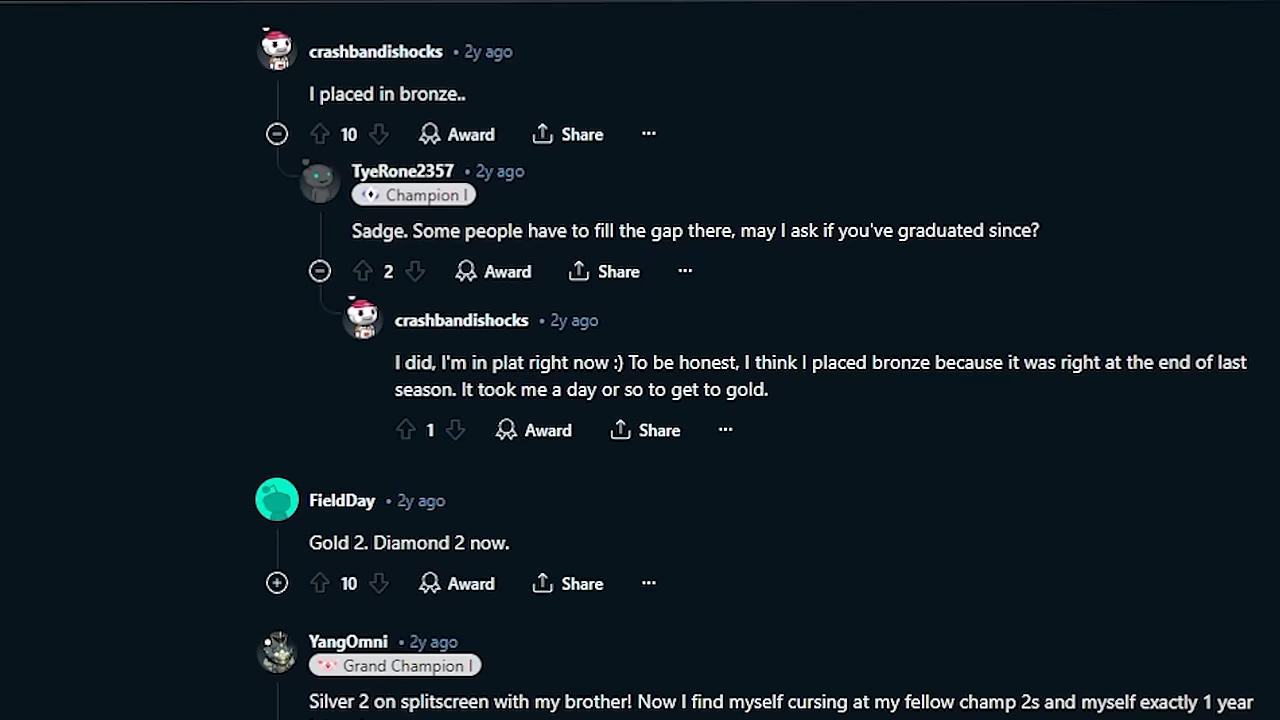 crashbandishocks • 2y ago
I placed in bronze..
10 Award Share ...
TyeRone2357 • 2y ago
Champion I
Sadge. Some people have to fill the gap there, may I ask if you've graduated since?
2 Award Share ...
crashbandishocks • 2y ago
I did, I'm in plat right now :) To be honest, I think I placed bronze because it was right at the end of last
season. It took me a day or so to get to gold.
1 Award Share ...
FieldDay • 2y ago
Gold 2. Diamond 2 now.
10 Award Share ...
YangOmni • 2y ago
Grand Champion I
Silver 2 on splitscreen with my brother! Now I find myself cursing at my fellow champ 2s and myself exactly 1 year